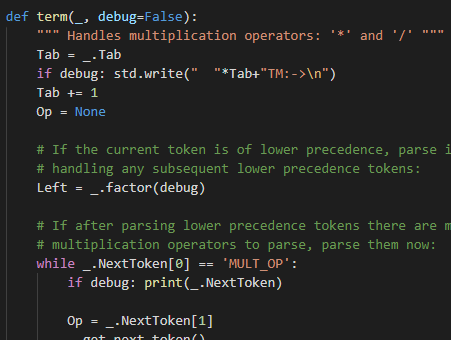 def term(_, debug=False):
""" Handles multiplication operators: '*' and '/' """
Tab = _.Tab
if debug: std.write("  "*Tab+"TM:->\n")
Tab += 1
Op = None
# If the current token is of lower precedence, parse
# handling any subsequent lower precedence tokens:
Left = _.factor(debug)
# If after parsing lower precedence tokens there are
# multiplication operators to parse, parse them now:
while _.NextToken[0] == 'MULT_OP':
if debug: print(_.NextToken)
Op = _.NextToken[1]
get_next_token()